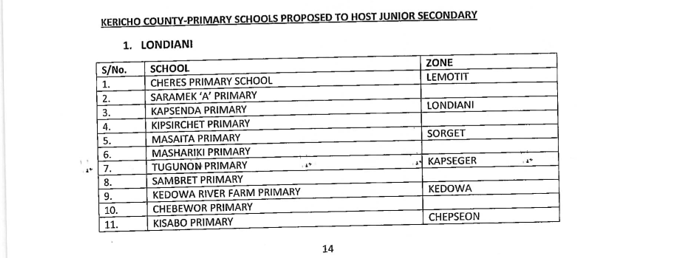 KERICHO COUNTY-PRIMARY SCHOOLS PROPOSED TO HOST JUNIOR SECONDARY
1. LONDIANI
S/No. SCHOOL ZONE
1. CHERES PRIMARY SCHOOL LEMOTIT
2. SARAMEK 'A' PRIMARY
3. KAPSENDA PRIMARY LONDIANI
4. KIPSIRCHET PRIMARY
5. MASAITA PRIMARY SORGET
6. MASHARIKI PRIMARY
7. TUGUNON PRIMARY KAPSEGER
8. SAMBRET PRIMARY
9. KEDOWA RIVER FARM PRIMARY KEDOWA
10. CHEBEWOR PRIMARY
11. KISABO PRIMARY CHEPSEON
14